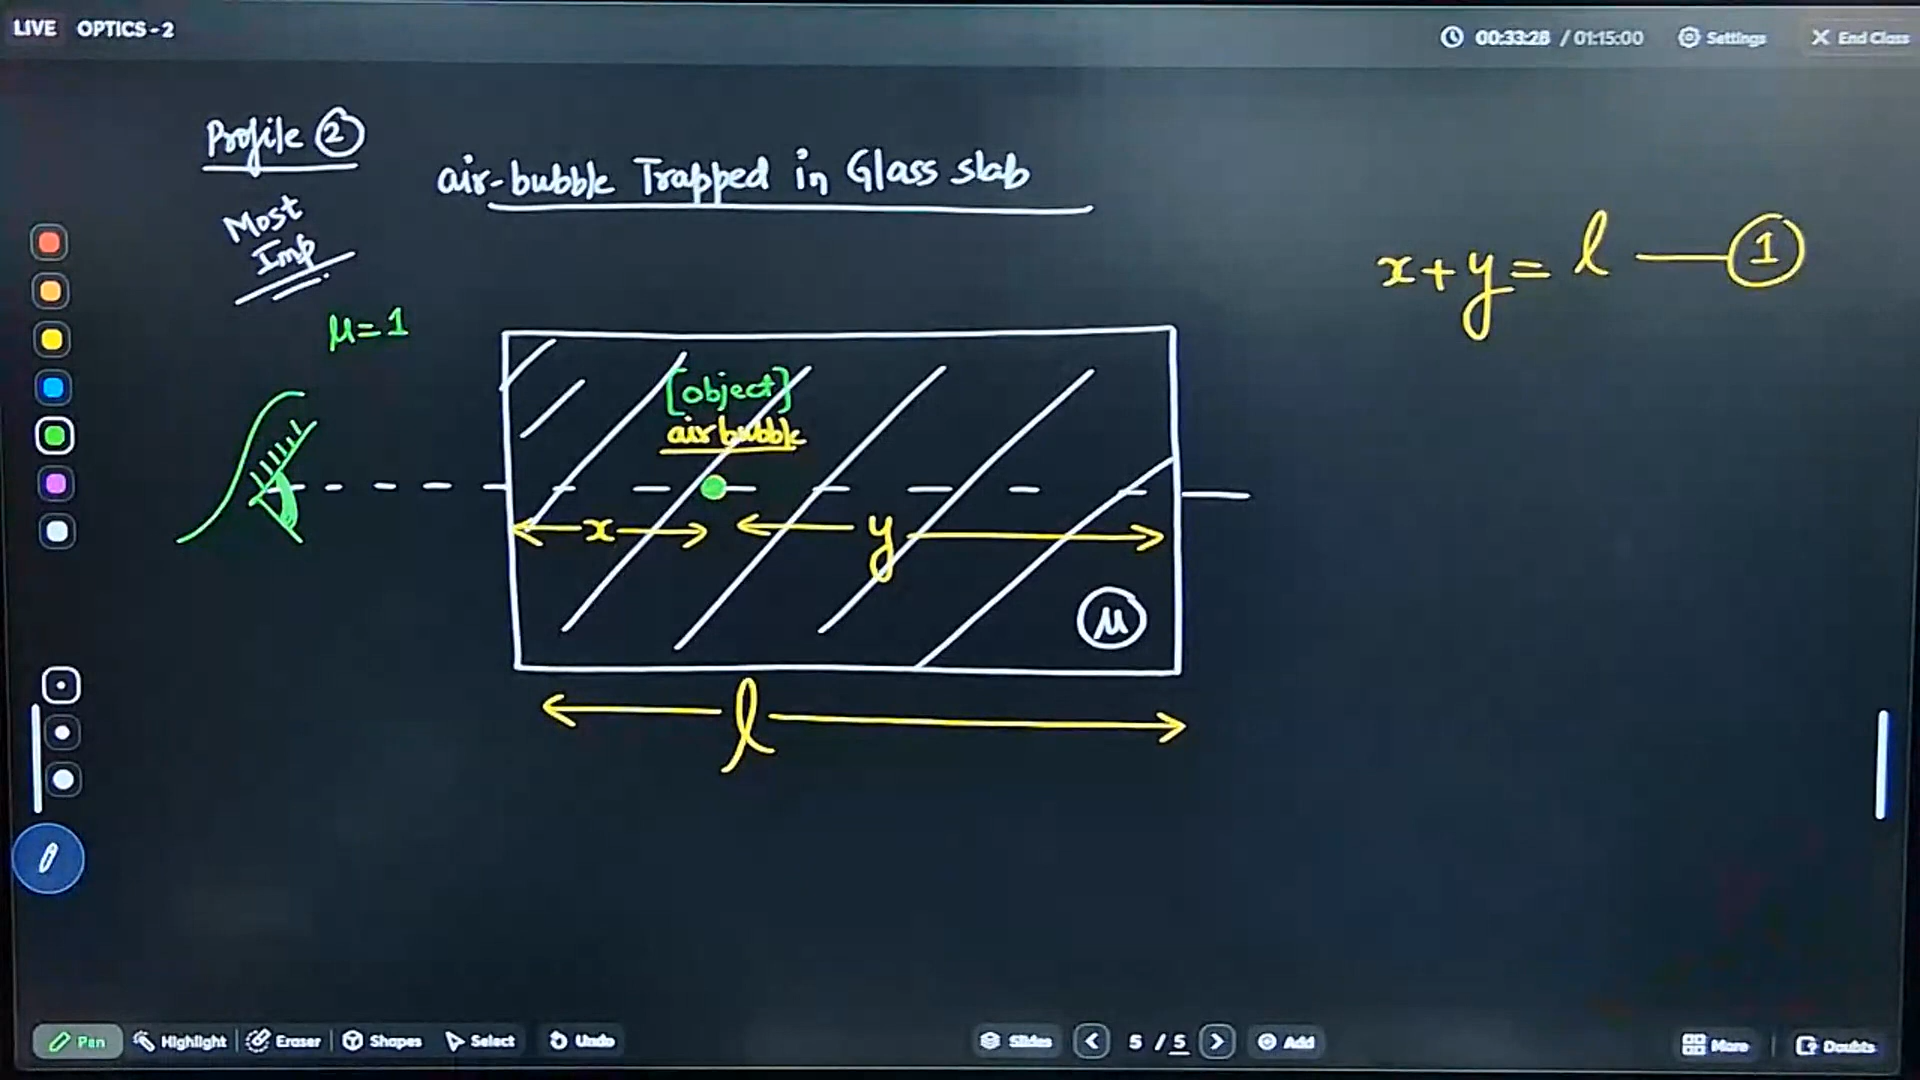 LIVE OPTICS - 2
00:33:28 / 01:15:00 Settings End Class
Profile ②
air-bubble Trapped in Glass slab
Most
Imp
x+y= l — ①
μ=1
[object]
air bubble
x
y
μ
l
Pen Highlight Eraser Shapes Select Undo Slides 5 / 5 Add More Doubts